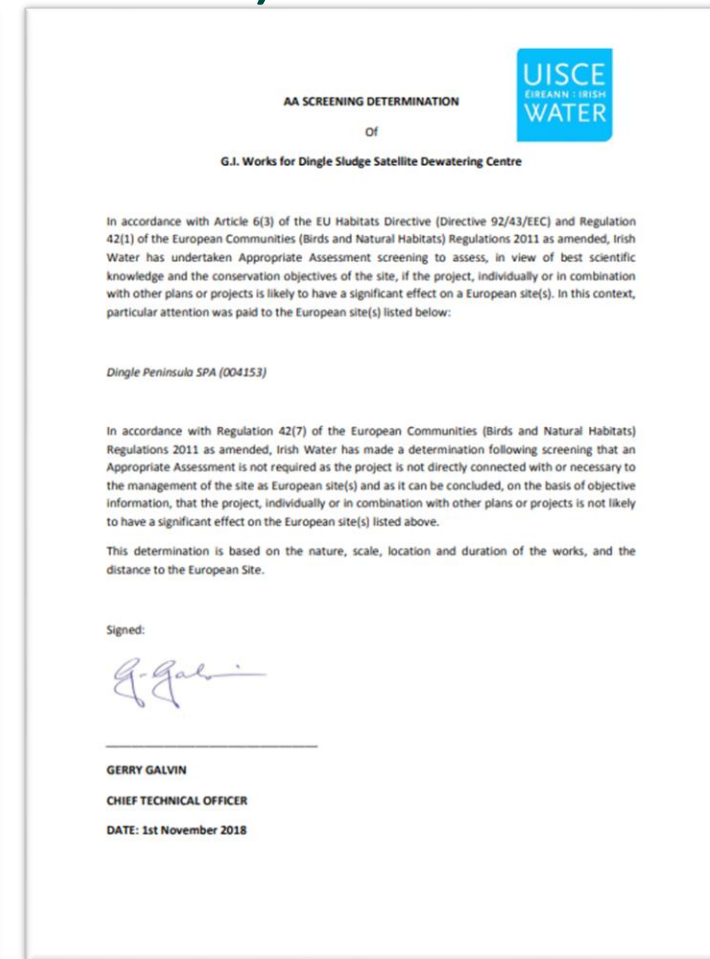 UISCE
ÉIREANN : IRISH
WATER
AA SCREENING DETERMINATION
Of
G.I. Works for Dingle Sludge Satellite Dewatering Centre
In accordance with Article 6(3) of the EU Habitats Directive (Directive 92/43/EEC) and Regulation
42(1) of the European Communities (Birds and Natural Habitats) Regulations 2011 as amended, Irish
Water has undertaken Appropriate Assessment screening to assess, in view of best scientific
knowledge and the conservation objectives of the site, if the project, individually or in combination
with other plans or projects is likely to have a significant effect on a European site(s). In this context,
particular attention was paid to the European site(s) listed below:
Dingle Peninsula SPA (004153)
In accordance with Regulation 42(7) of the European Communities (Birds and Natural Habitats)
Regulations 2011 as amended, Irish Water has made a determination following screening that an
Appropriate Assessment is not required as the project is not directly connected with or necessary to
the management of the site as European site(s) and as it can be concluded, on the basis of objective
information, that the project, individually or in combination with other plans or projects is not likely
to have a significant effect on the European site(s) listed above.
This determination is based on the nature, scale, location and duration of the works, and the
distance to the European Site.
Signed:
G. Galvin
GERRY GALVIN
CHIEF TECHNICAL OFFICER
DATE: 1st November 2018